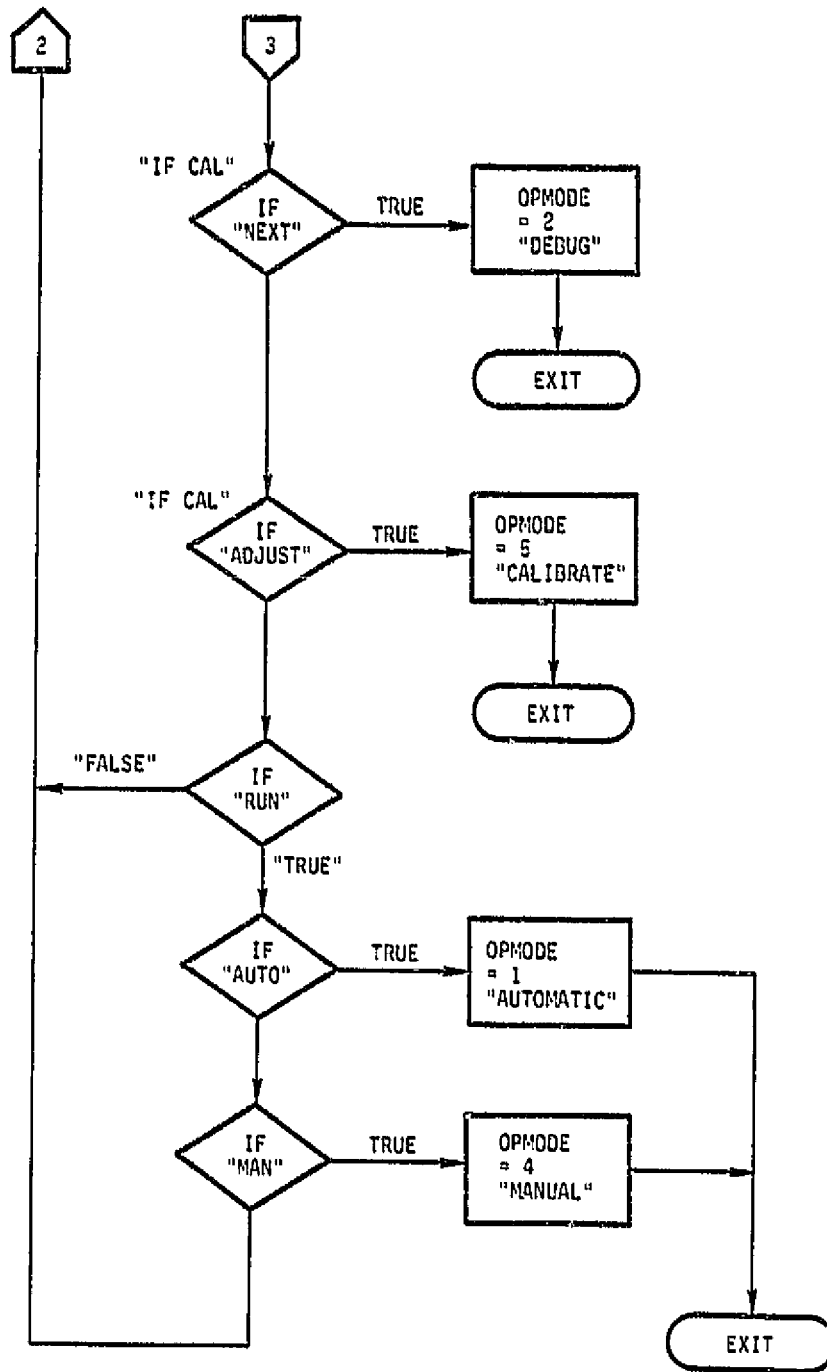 2
3
"IF CAL"
IF
"NEXT"
TRUE
OPMODE
= 2
"DEBUG"
EXIT
"IF CAL"
IF
"ADJUST"
TRUE
OPMODE
= 5
"CALIBRATE"
EXIT
"FALSE"
IF
"RUN"
"TRUE"
IF
"AUTO"
TRUE
OPMODE
= 1
"AUTOMATIC"
IF
"MAN"
TRUE
OPMODE
= 4
"MANUAL"
EXIT